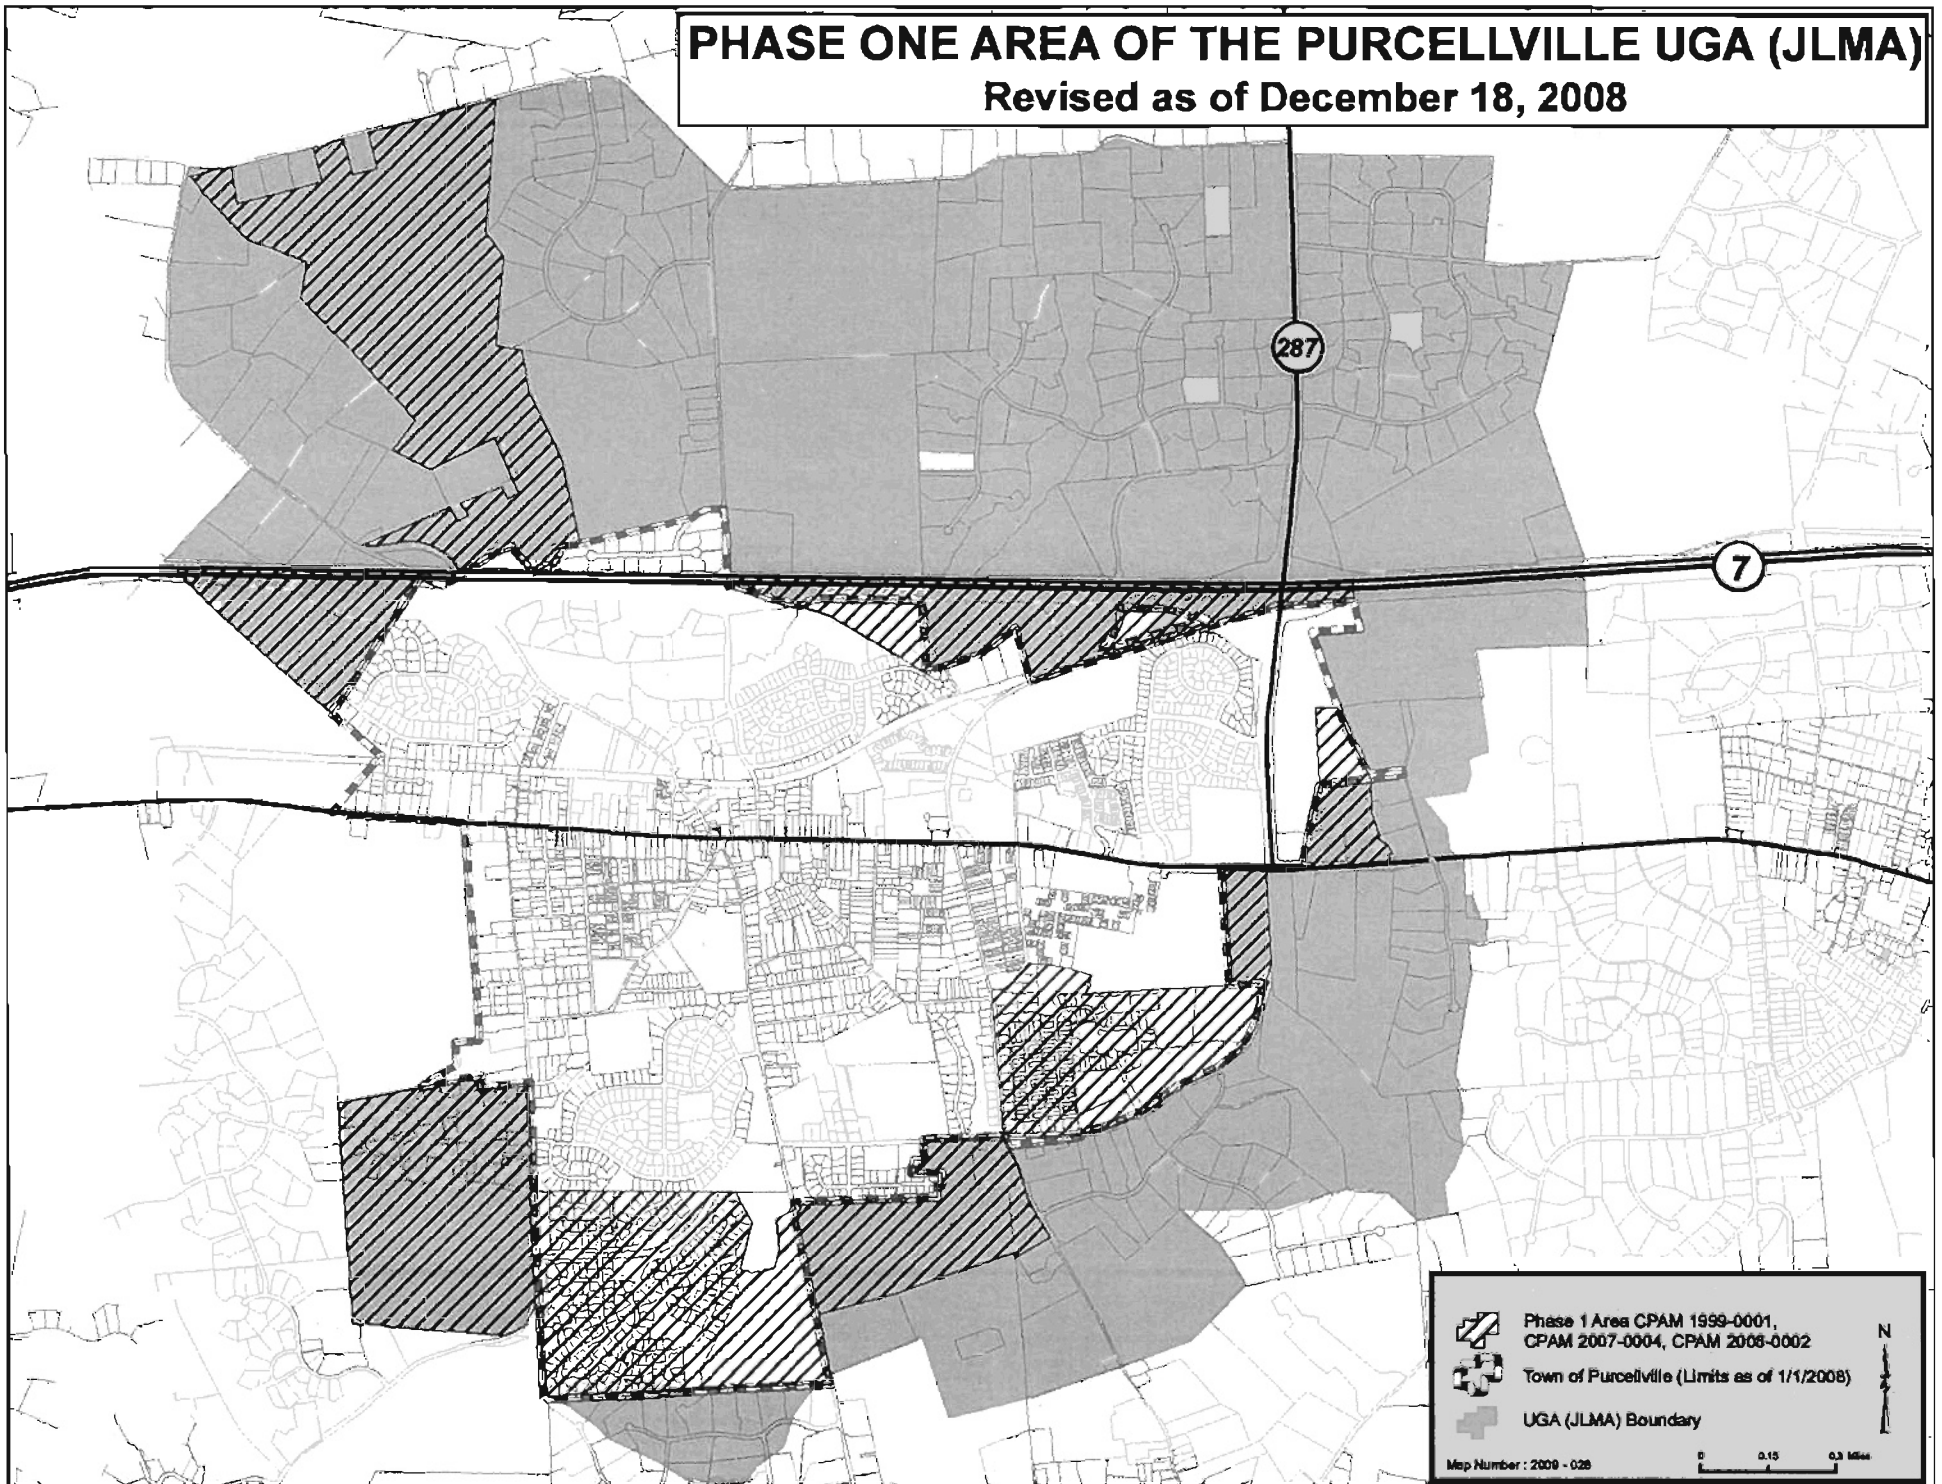 PHASE ONE AREA OF THE PURCELLVILLE UGA (JLMA)
Revised as of December 18, 2008
287
7
Phase 1 Area CPAM 1999-0001,
CPAM 2007-0004, CPAM 2008-0002
Town of Purcellville (Limits as of 1/1/2008)
UGA (JLMA) Boundary
N
Map Number : 2009 - 028
0 0.15 0.3 Miles